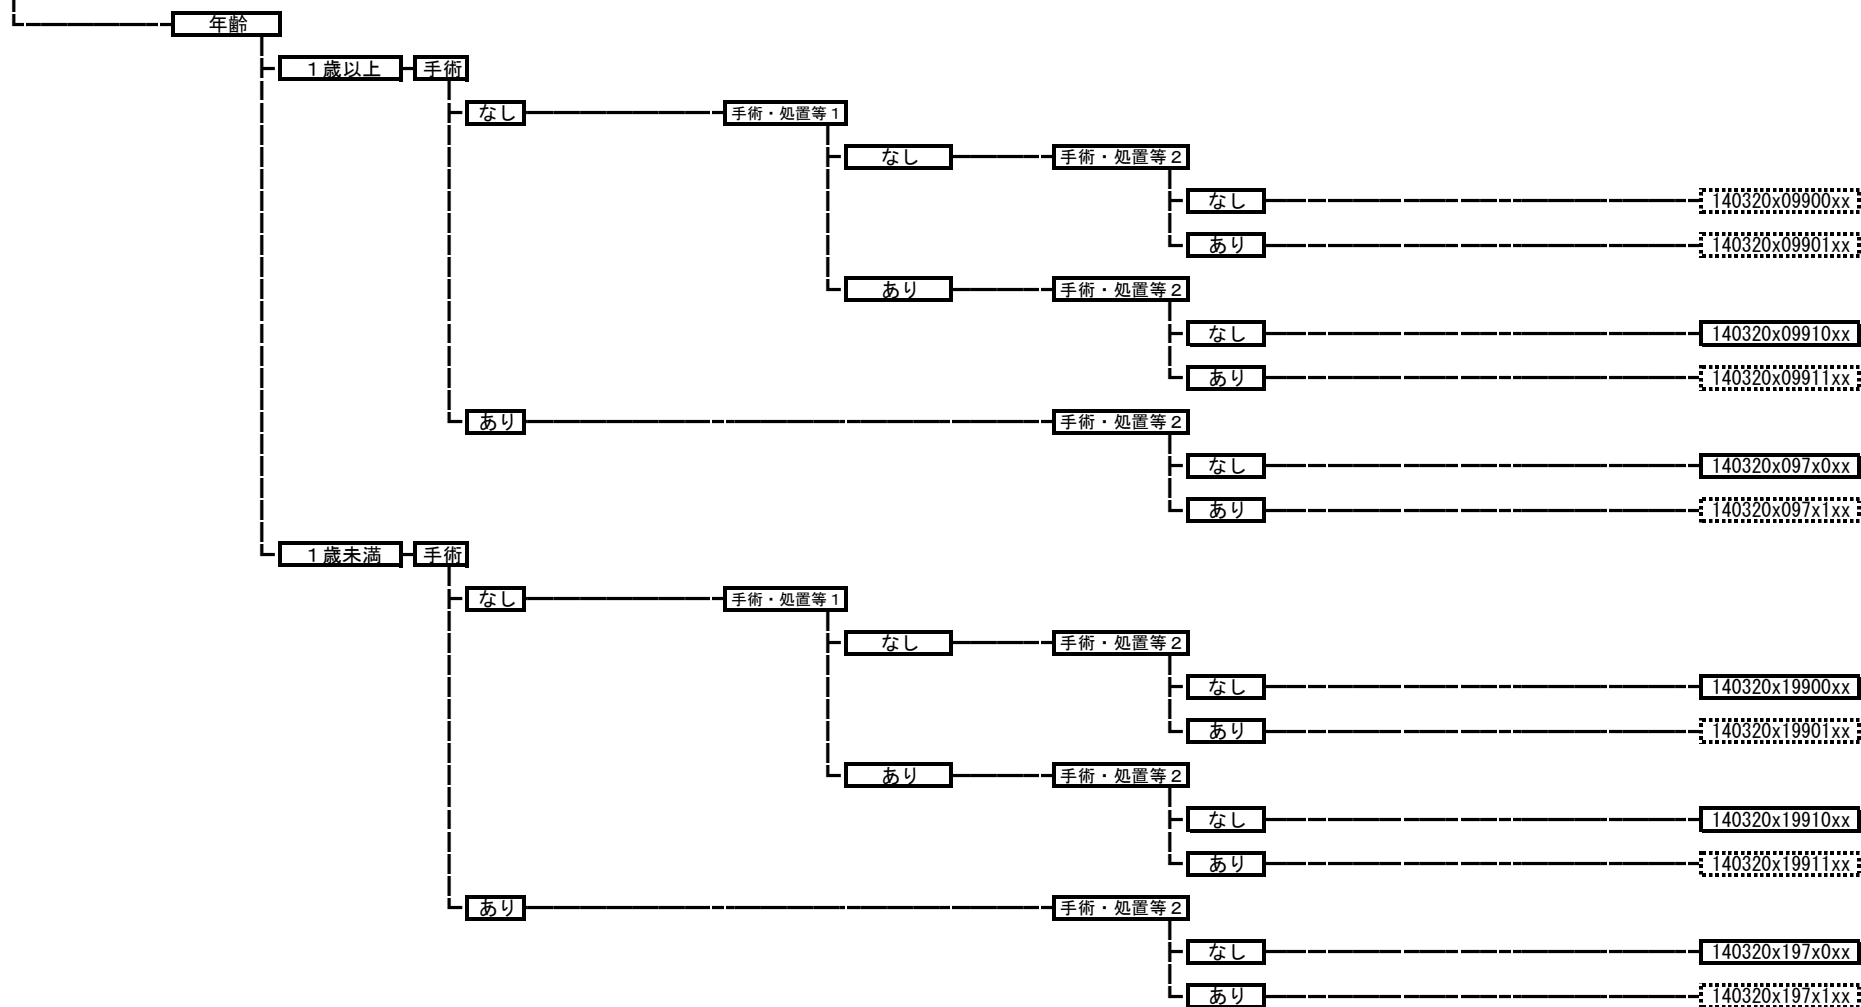 年齢
１歳以上 手術
なし 手術・処置等１
なし 手術・処置等２
なし 140320x09900xx
あり 140320x09901xx
あり 手術・処置等２
なし 140320x09910xx
あり 140320x09911xx
あり 手術・処置等２
なし 140320x097x0xx
あり 140320x097x1xx
１歳未満 手術
なし 手術・処置等１
なし 手術・処置等２
なし 140320x19900xx
あり 140320x19901xx
あり 手術・処置等２
なし 140320x19910xx
あり 140320x19911xx
あり 手術・処置等２
なし 140320x197x0xx
あり 140320x197x1xx